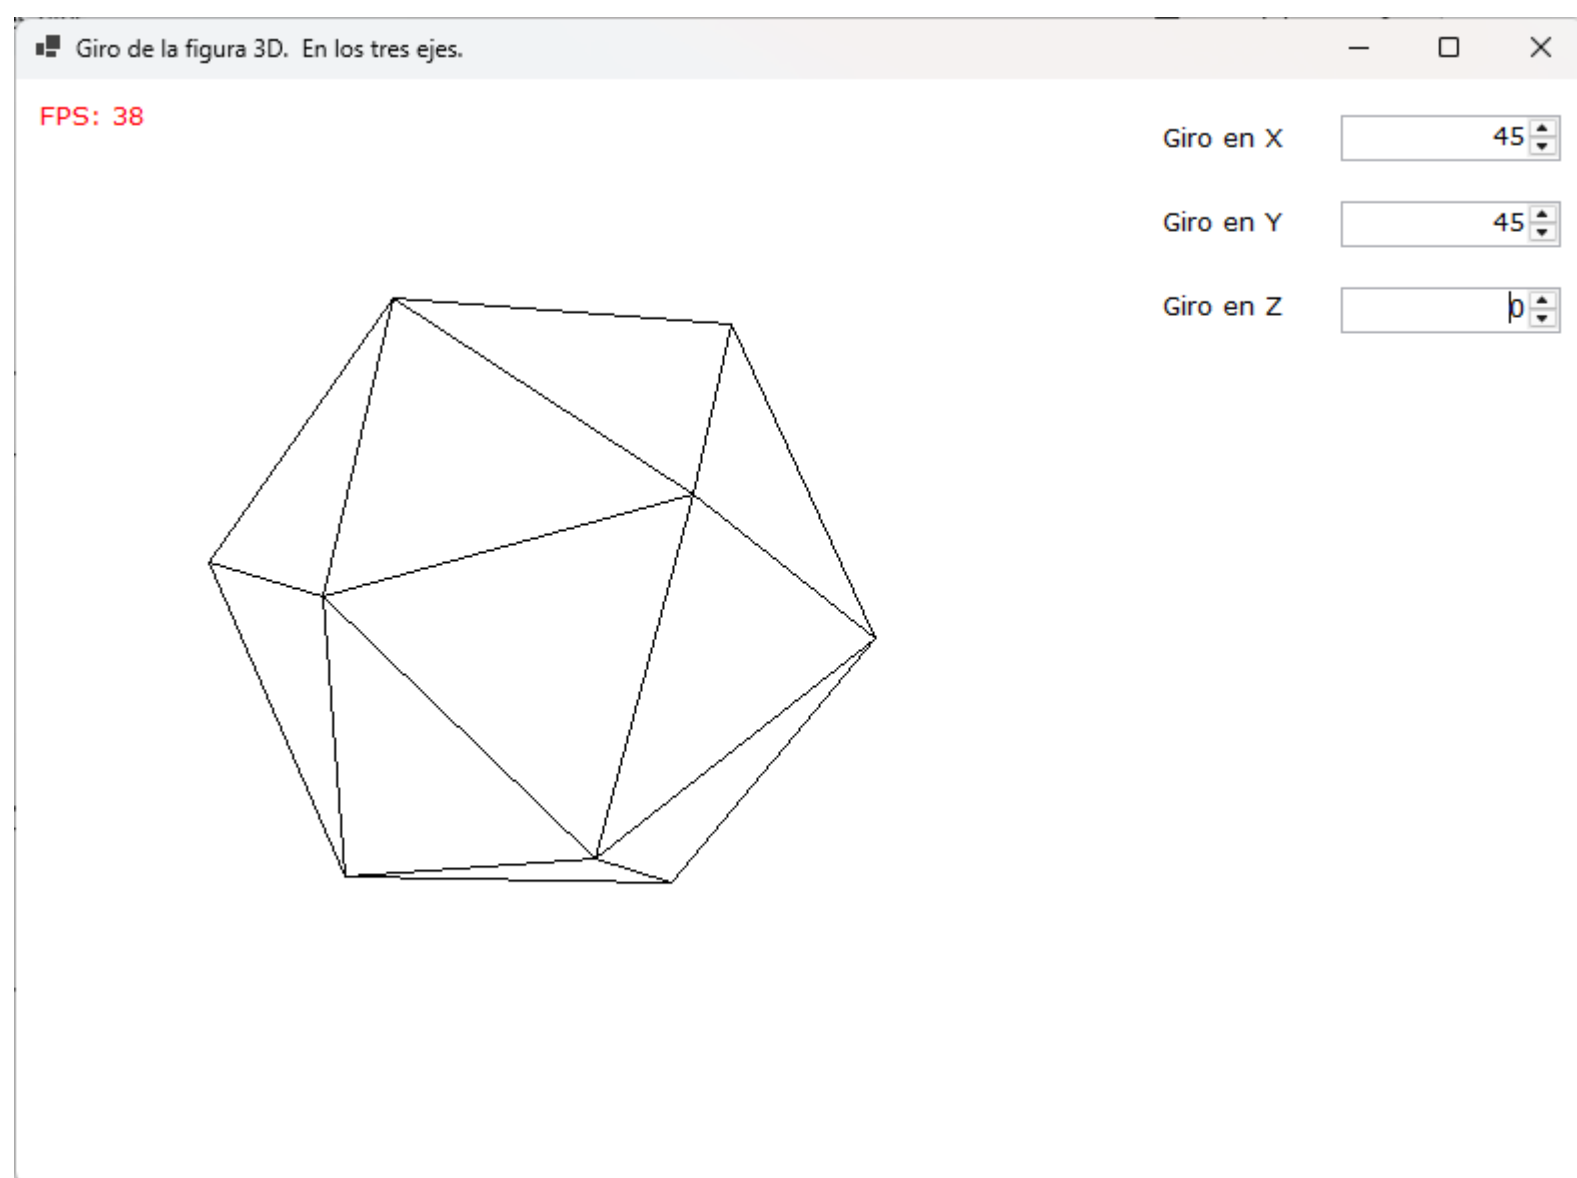 Giro de la figura 3D. En los tres ejes.
FPS: 38
Giro en X 45
Giro en Y 45
Giro en Z 0